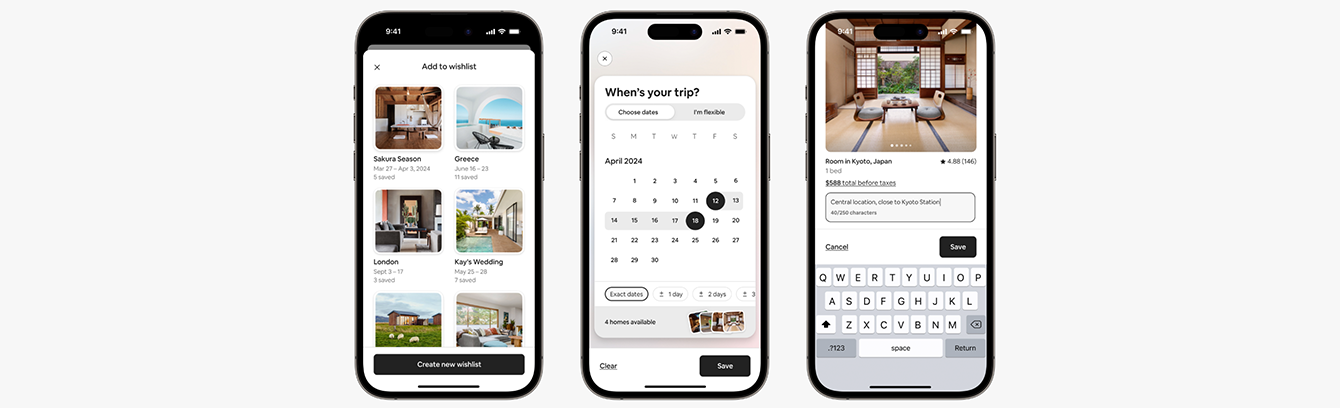 9:41
Add to wishlist
Sakura Season
Mar 27 – Apr 3, 2024
5 saved
Greece
June 16 – 23
11 saved
London
Sept 3 – 17
3 saved
Kay's Wedding
May 25 – 28
7 saved
Create new wishlist
9:41
When's your trip?
Choose dates I'm flexible
S M T W T F S
April 2024
1 2 3 4 5 6
7 8 9 10 11 12 13
14 15 16 17 18 19 20
21 22 23 24 25 26 27
28 29 30
Exact dates ± 1 day ± 2 days ± 3
4 homes available
Clear Save
9:41
Room in Kyoto, Japan ★ 4.88 (146)
1 bed
$588 total before taxes
Central location, close to Kyoto Station
40/250 characters
Cancel Save
Q W E R T Y U I O P
A S D F G H J K L
Z X C V B N M
.?123 space Return